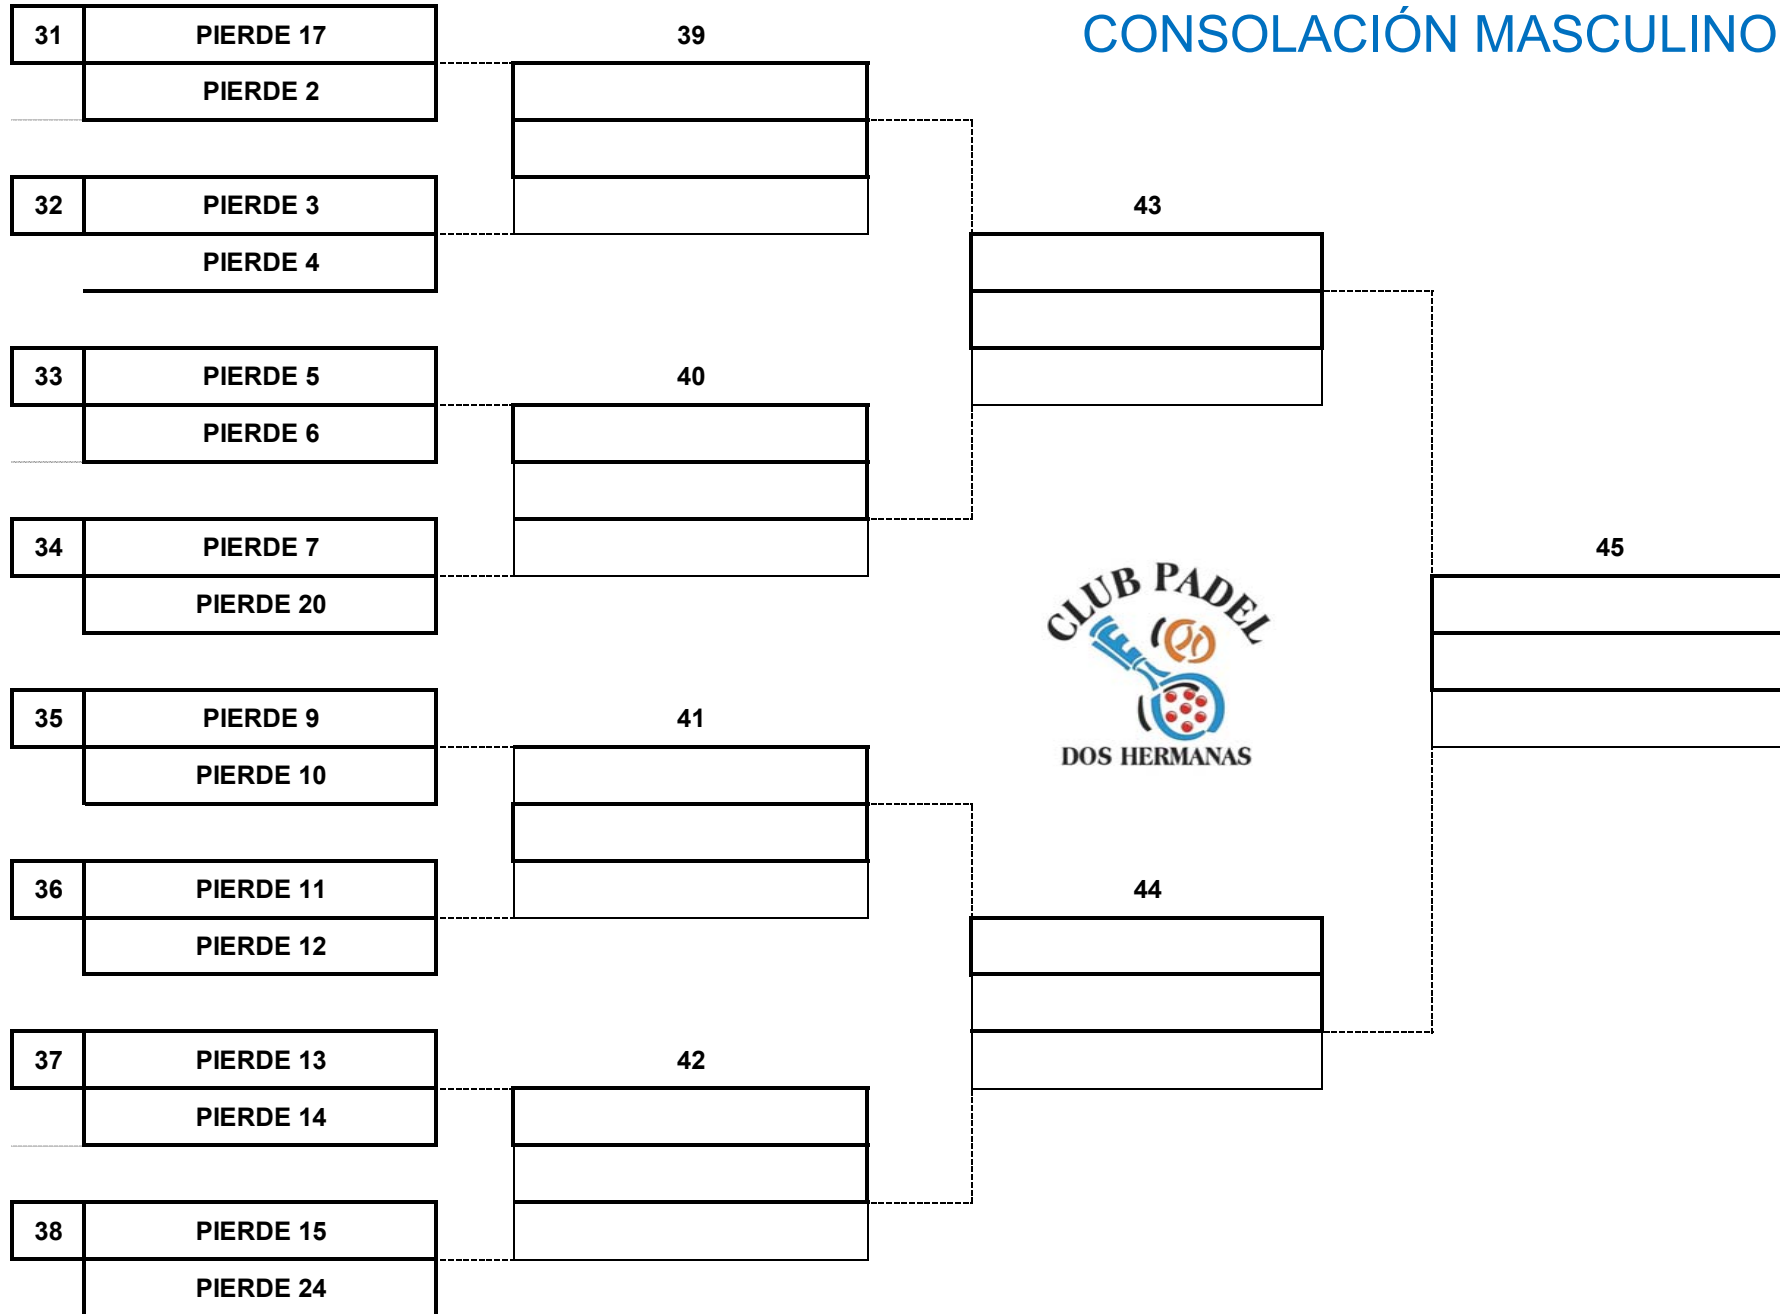 CONSOLACIÓN MASCULINO
31 PIERDE 17 39
PIERDE 2
32 PIERDE 3 43
PIERDE 4
33 PIERDE 5 40
PIERDE 6
34 PIERDE 7 45
PIERDE 20
CLUB PADEL
DOS HERMANAS
35 PIERDE 9 41
PIERDE 10
36 PIERDE 11 44
PIERDE 12
37 PIERDE 13 42
PIERDE 14
38 PIERDE 15
PIERDE 24